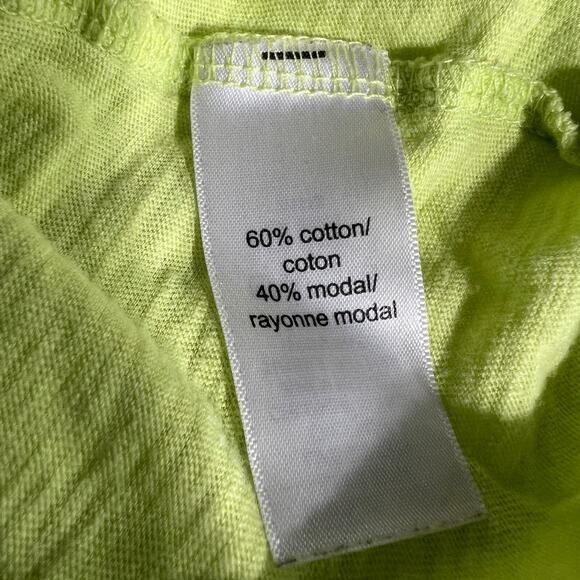 60% cotton/
coton
40% modal/
rayonne modal